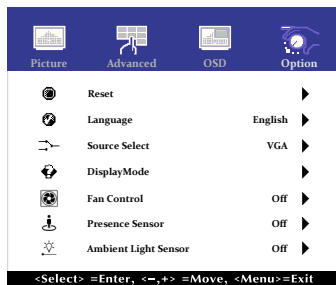 Picture Advanced OSD Option
Reset
Language English
Source Select VGA
DisplayMode
Fan Control Off
Presence Sensor Off
Ambient Light Sensor Off
<Select> =Enter, <−,+> =Move, <Menu>=Exit